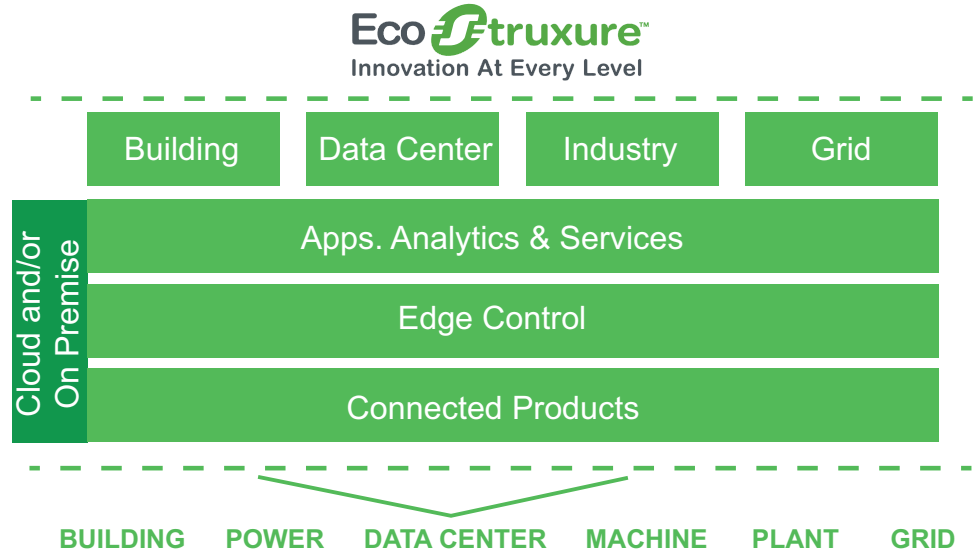 EcoStruxure™
Innovation At Every Level
Building Data Center Industry Grid
Cloud and/or
On Premise
Apps. Analytics & Services
Edge Control
Connected Products
BUILDING POWER DATA CENTER MACHINE PLANT GRID